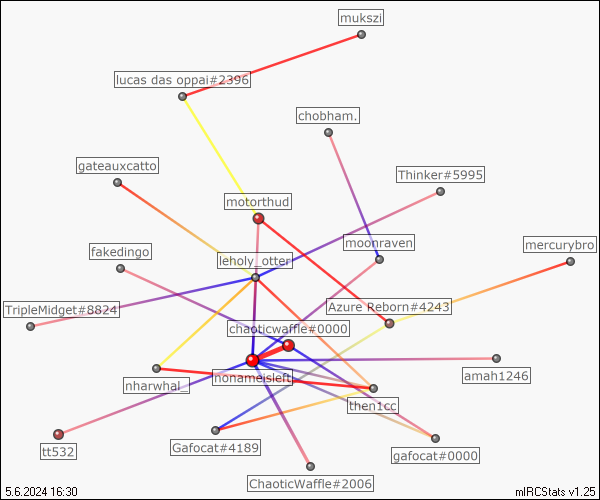 mukszi
lucas das oppai#2396
chobham.
gateauxcatto
Thinker#5995
motorthud
moonraven
mercurybro
fakedingo
leholy_otter
TripleMidget#8824
Azure Reborn#4243
chaoticwaffle#0000
nonameisleft
amah1246
nharwhal_
then1cc
tt532
Gafocat#4189
gafocat#0000
ChaoticWaffle#2006
5.6.2024 16:30
mIRCStats v1.25